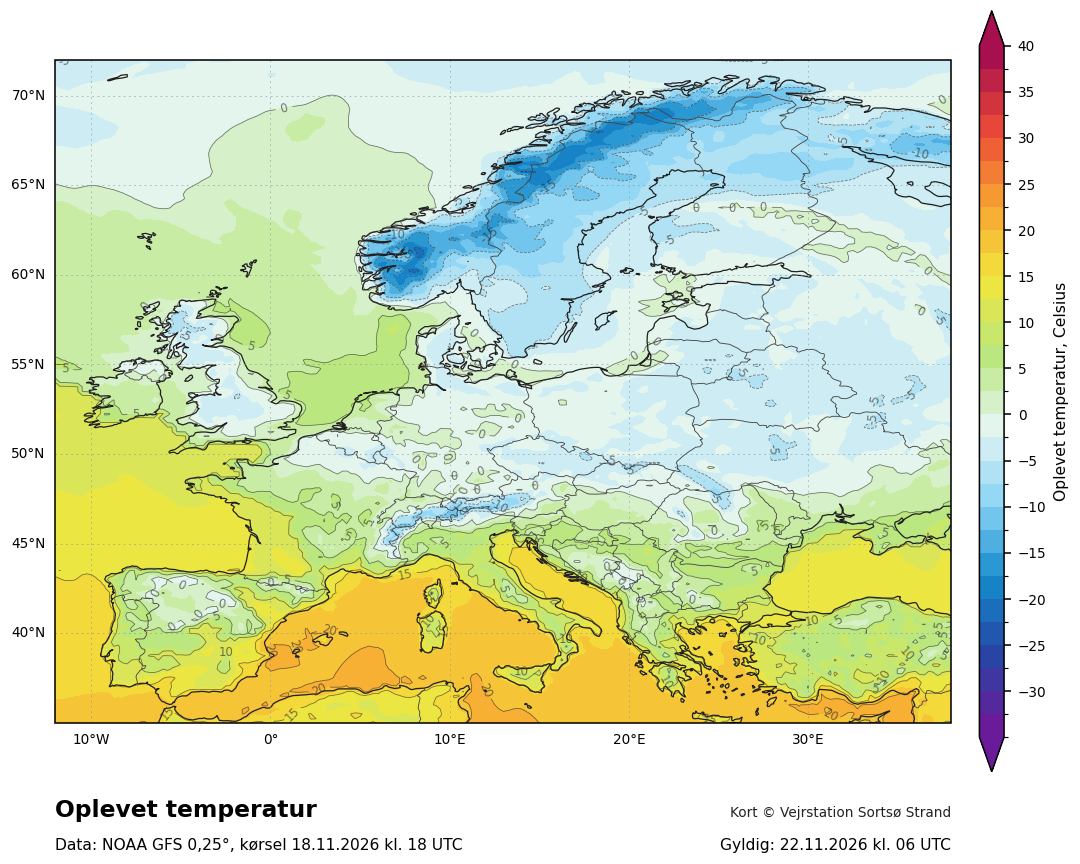 70°N
65°N
60°N
55°N
50°N
45°N
40°N
10°W
0°
10°E
20°E
30°E
40
35
30
25
20
15
10
5
0
−5
−10
−15
−20
−25
−30
Oplevet temperatur, Celsius
Oplevet temperatur
Kort © Vejrstation Sortsø Strand
Data: NOAA GFS 0,25°, kørsel 18.11.2026 kl. 18 UTC
Gyldig: 22.11.2026 kl. 06 UTC